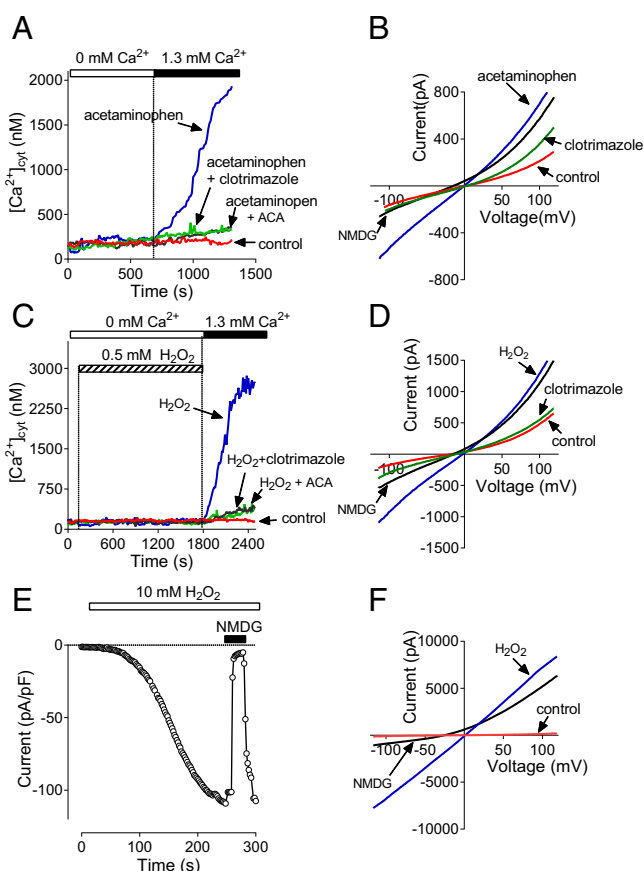 A
0 mM Ca²⁺ 1.3 mM Ca²⁺
2000
1500
1000
500
0
[Ca²⁺]cyt (nM)
acetaminophen
acetaminophen
+ clotrimazole
acetaminopen
+ ACA
control
0 500 1000 1500
Time (s)
B
Current(pA)
800
400
-400
-800
acetaminophen
clotrimazole
control
NMDG
-100 50 100
Voltage(mV)
C
0 mM Ca²⁺ 1.3 mM Ca²⁺
0.5 mM H₂O₂
3000
2250
1500
750
0
[Ca²⁺]cyt (nM)
H₂O₂
H₂O₂+clotrimazole
H₂O₂ + ACA
control
0 600 1200 1800 2400
Time (s)
D
Current (pA)
1500
1000
500
-500
-1000
-1500
H₂O₂
clotrimazole
control
NMDG
-100 50 100
Voltage (mV)
E
10 mM H₂O₂
NMDG
0
-50
-100
Current (pA/pF)
0 100 200 300
Time (s)
F
Current (pA)
10000
5000
-5000
-10000
H₂O₂
control
NMDG
-100 -50 50 100
Voltage (mV)